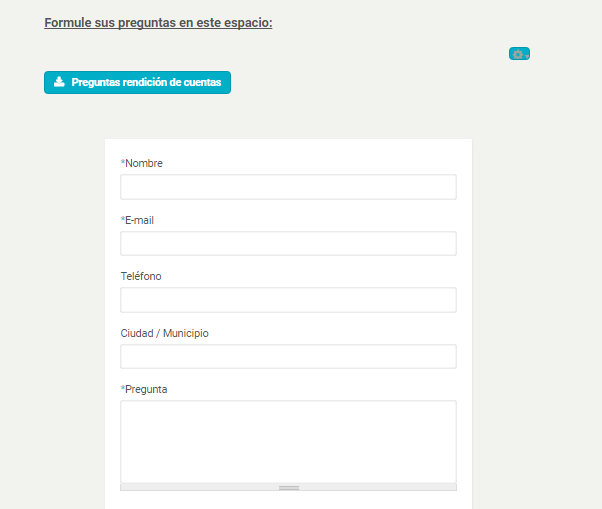 Formule sus preguntas en este espacio:
Preguntas rendición de cuentas
*Nombre
*E-mail
Teléfono
Ciudad / Municipio
*Pregunta